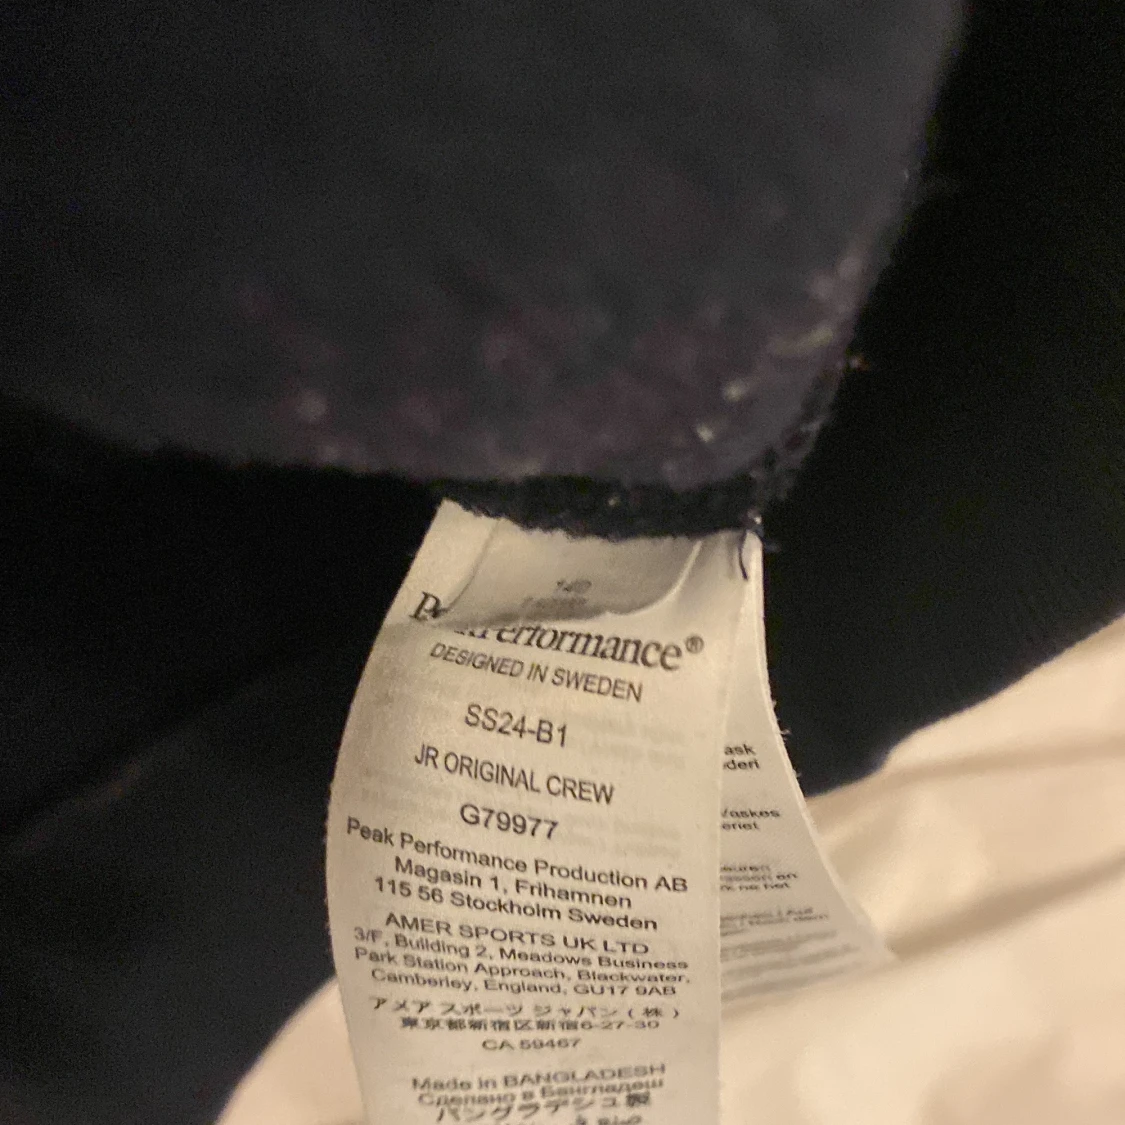 Performance®
DESIGNED IN SWEDEN
SS24-B1
JR ORIGINAL CREW
G79977
Peak Performance Production AB
Magasin 1, Frihamnen
115 56 Stockholm Sweden
AMER SPORTS UK LTD
3/F, Building 2, Meadows Business
Park Station Approach, Blackwater,
Camberley, England, GU17 9AB
アメア スポーツ ジャパン ( 株 )
東京都新宿区新宿6-27-30
CA 59467
Made in BANGLADESH
Сделано в Бангладеш
バングラデシュ製